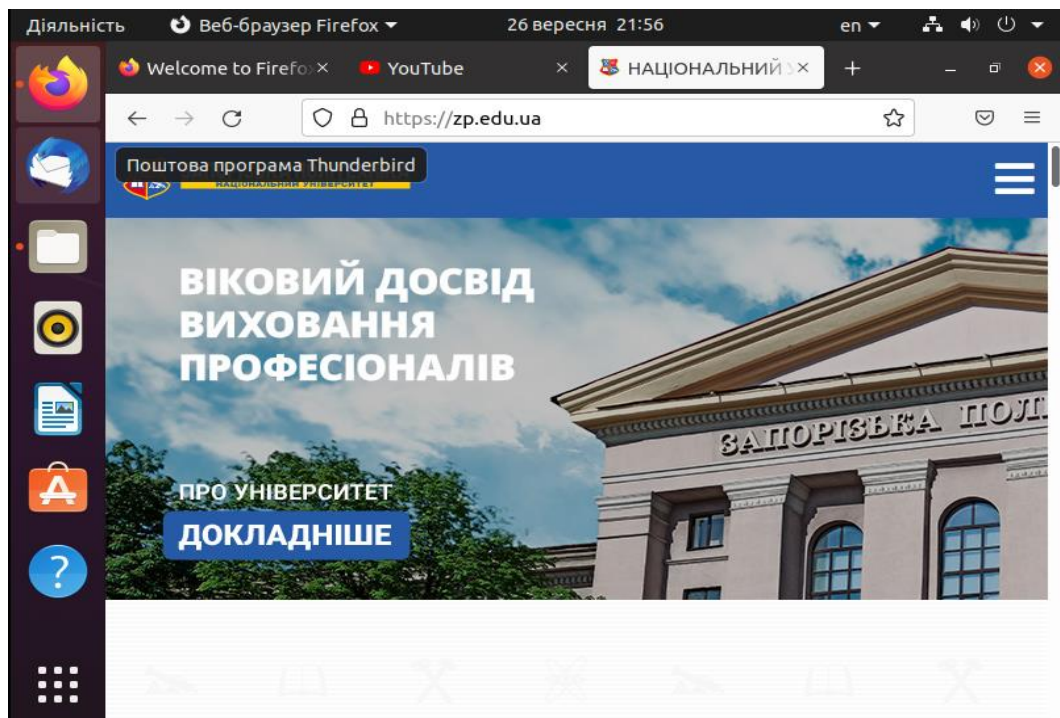 Діяльність Веб-браузер Firefox 26 вересня 21:56 en
Welcome to Firefo YouTube НАЦІОНАЛЬНИЙ
https://zp.edu.ua
Поштова програма Thunderbird
НАЦІОНАЛЬНИЙ УНІВЕРСИТЕТ
ВІКОВИЙ ДОСВІД
ВИХОВАННЯ
ПРОФЕСІОНАЛІВ
ЗАПОРІЗЬКА ПОЛ
ПРО УНІВЕРСИТЕТ
ДОКЛАДНІШЕ